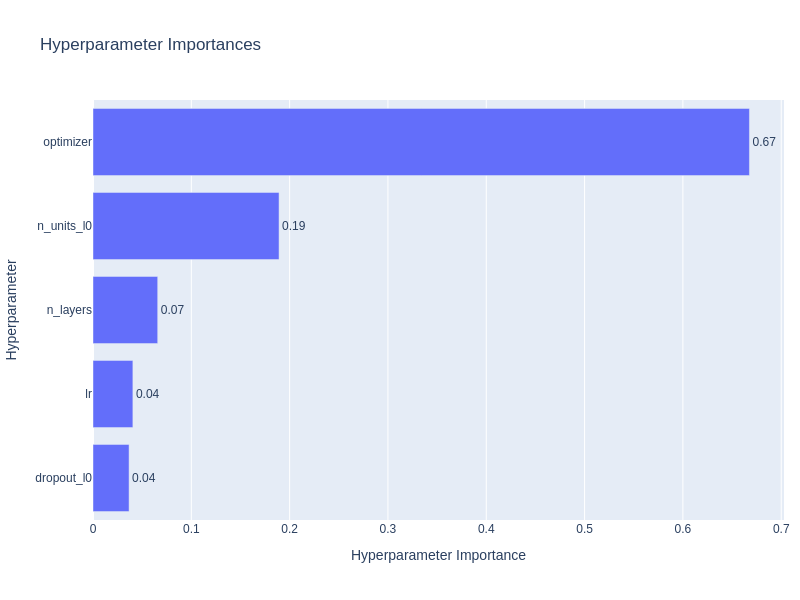 Hyperparameter Importances
optimizer
0.67
n_units_l0
0.19
n_layers
0.07
lr
0.04
dropout_l0
0.04
0 0.1 0.2 0.3 0.4 0.5 0.6 0.7
Hyperparameter Importance
Hyperparameter